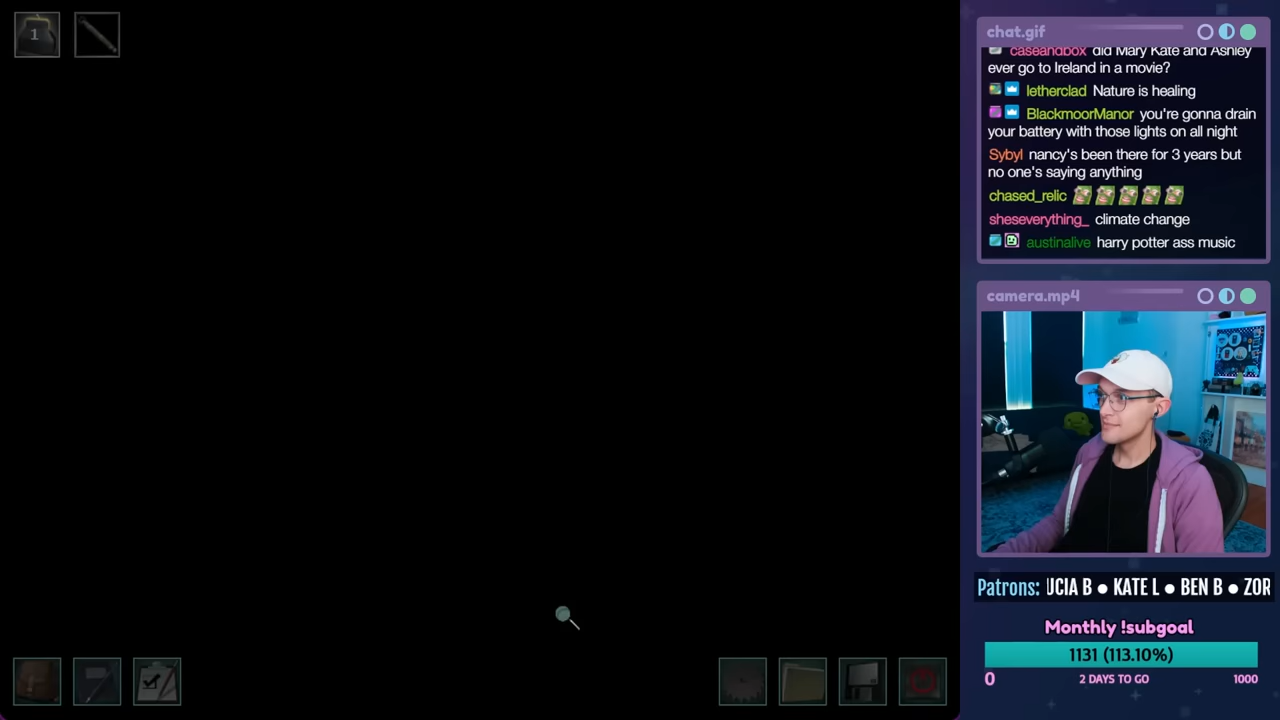 1
chat.gif
caseandbox did Mary Kate and Ashley
ever go to Ireland in a movie?
letherclad Nature is healing
BlackmoorManor you're gonna drain
your battery with those lights on all night
Sybyl nancy's been there for 3 years but
no one's saying anything
chased_relic
sheseverything_ climate change
austinalive harry potter ass music
camera.mp4
Patrons: UCIA B ● KATE L ● BEN B ● ZOR
Monthly !subgoal
1131 (113.10%)
0 2 DAYS TO GO 1000